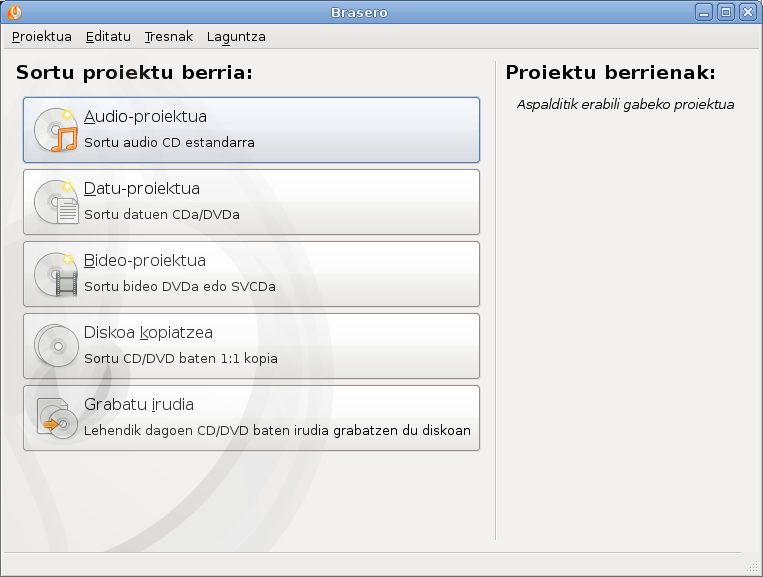 Brasero
Proiektua Editatu Tresnak Laguntza
Sortu proiektu berria:
Audio-proiektua
Sortu audio CD estandarra
Datu-proiektua
Sortu datuen CDa/DVDa
Bideo-proiektua
Sortu bideo DVDa edo SVCDa
Diskoa kopiatzea
Sortu CD/DVD baten 1:1 kopia
Grabatu irudia
Lehendik dagoen CD/DVD baten irudia grabatzen du diskoan
Proiektu berrienak:
Aspalditik erabili gabeko proiektua